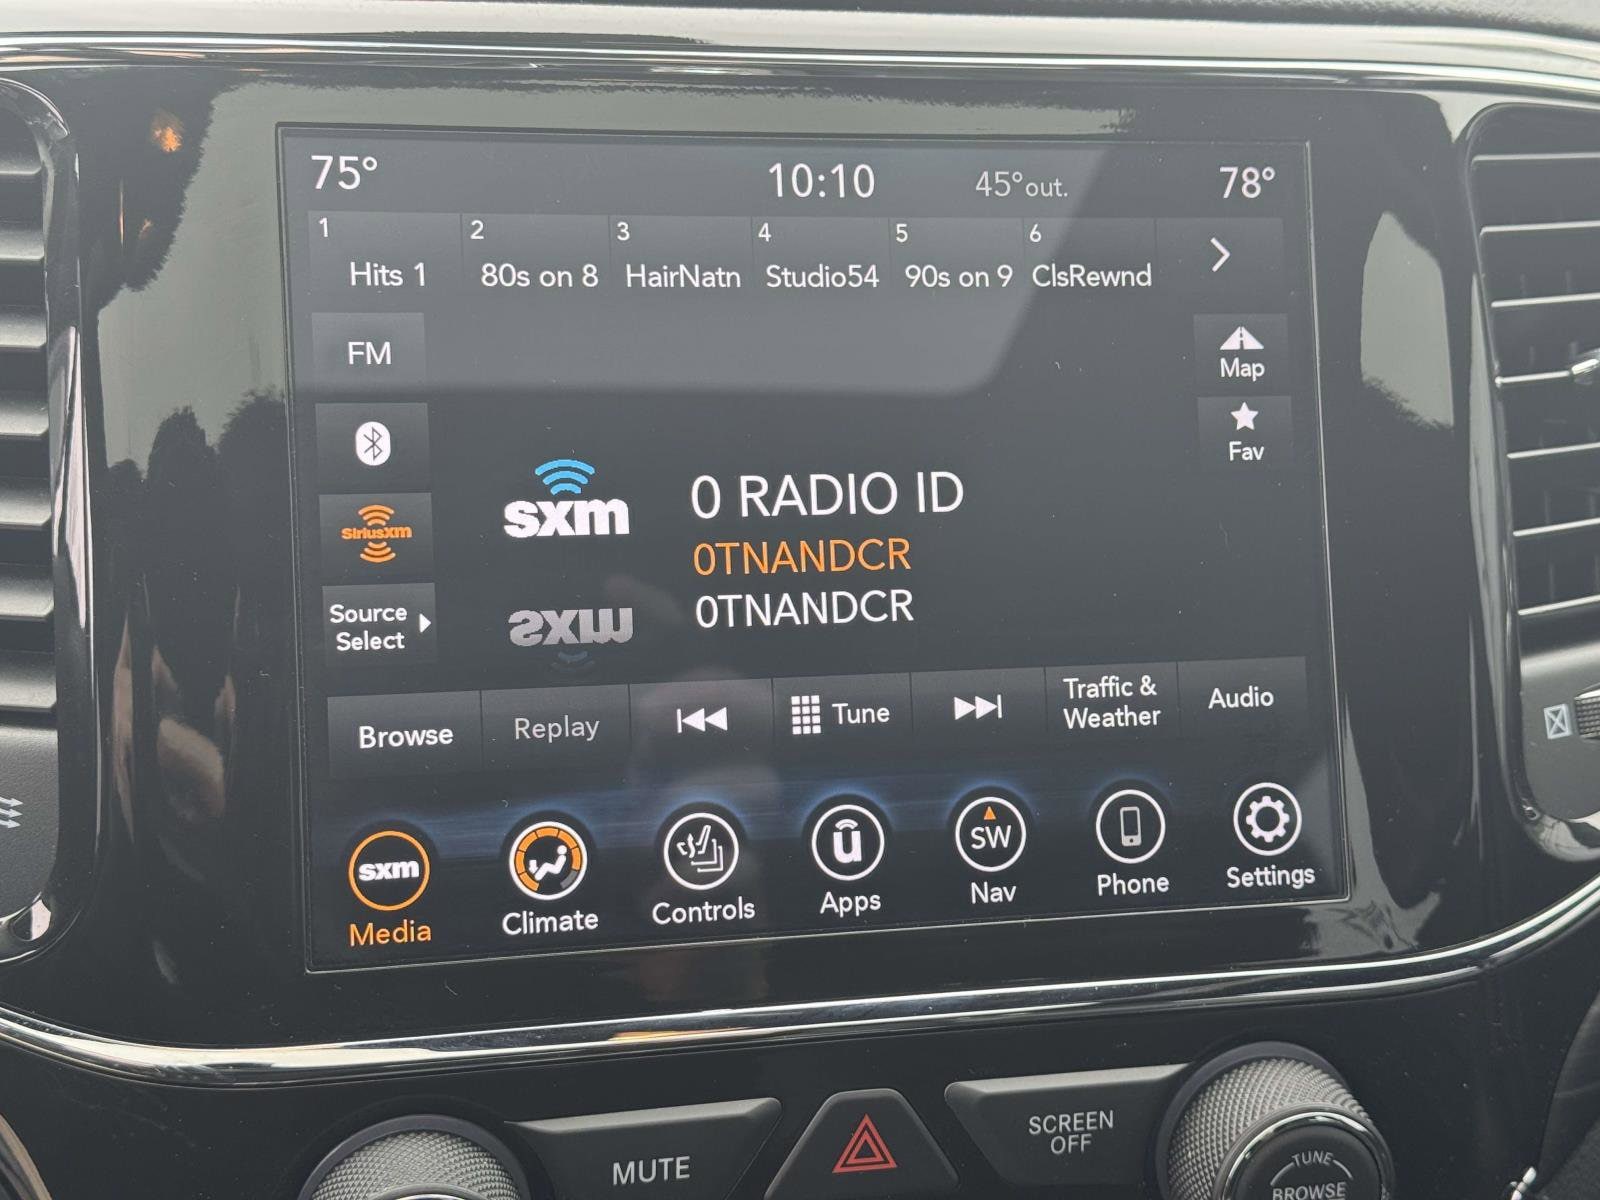 75° 10:10 45°out. 78°
1 2 3 4 5 6
Hits 1 80s on 8 HairNatn Studio54 90s on 9 ClsRewnd
FM
Map
Fav
SiriusXM
Source
Select
sxm
0 RADIO ID
0TNANDCR
0TNANDCR
sxm
Browse Replay Tune Traffic &
Weather Audio
sxm
Media
Climate
Controls
u
Apps
SW
Nav
Phone
Settings
MUTE
SCREEN
OFF
TUNE
BROWSE